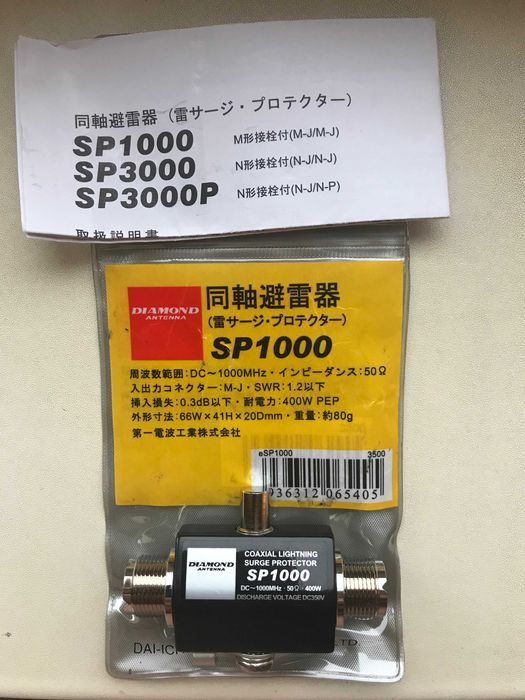 同軸避雷器(雷サージ・プロテクター)
SP1000 M形接栓付(M-J/M-J)
SP3000 N形接栓付(N-J/N-J)
SP3000P N形接栓付(N-J/N-P)
取扱説明書
DIAMOND
ANTENNA
同軸避雷器
(雷サージ・プロテクター)
SP1000
周波数範囲:DC~1000MHz・インピーダンス:50Ω
入出力コネクター:M-J・SWR:1.2以下
挿入損失:0.3dB以下・耐電力:400W PEP
外形寸法:66W×41H×20Dmm・重量:約80g
第一電波工業株式会社
eSP1000 3500
936312 065405
DIAMOND
ANTENNA
COAXIAL LIGHTNING
SURGE PROTECTOR
SP1000
DC~1000MHz・50Ω・400W
DISCHARGE VOLTAGE DC350V
LTD.